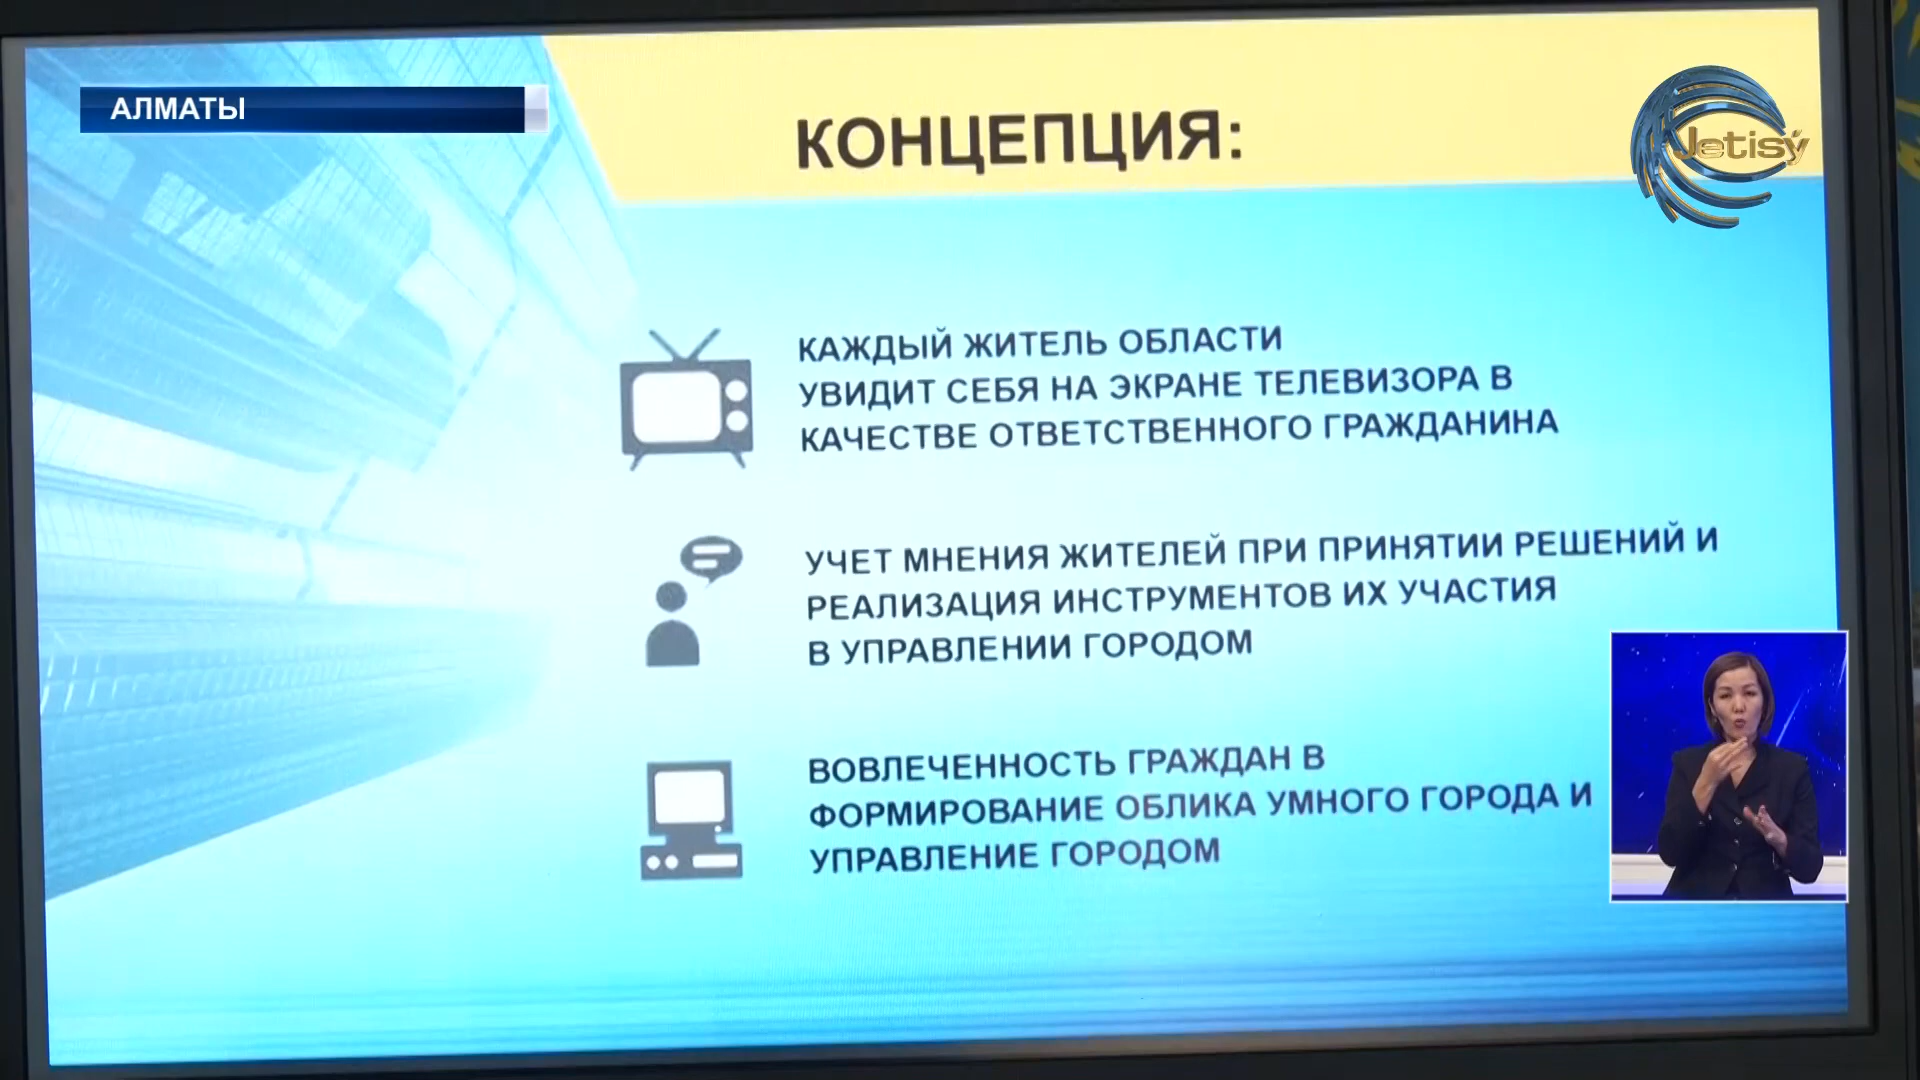 АЛМАТЫ
КОНЦЕПЦИЯ:
Jetisý
КАЖДЫЙ ЖИТЕЛЬ ОБЛАСТИ
УВИДИТ СЕБЯ НА ЭКРАНЕ ТЕЛЕВИЗОРА В
КАЧЕСТВЕ ОТВЕТСТВЕННОГО ГРАЖДАНИНА
УЧЕТ МНЕНИЯ ЖИТЕЛЕЙ ПРИ ПРИНЯТИИ РЕШЕНИЙ И
РЕАЛИЗАЦИЯ ИНСТРУМЕНТОВ ИХ УЧАСТИЯ
В УПРАВЛЕНИИ ГОРОДОМ
ВОВЛЕЧЕННОСТЬ ГРАЖДАН В
ФОРМИРОВАНИЕ ОБЛИКА УМНОГО ГОРОДА И
УПРАВЛЕНИЕ ГОРОДОМ